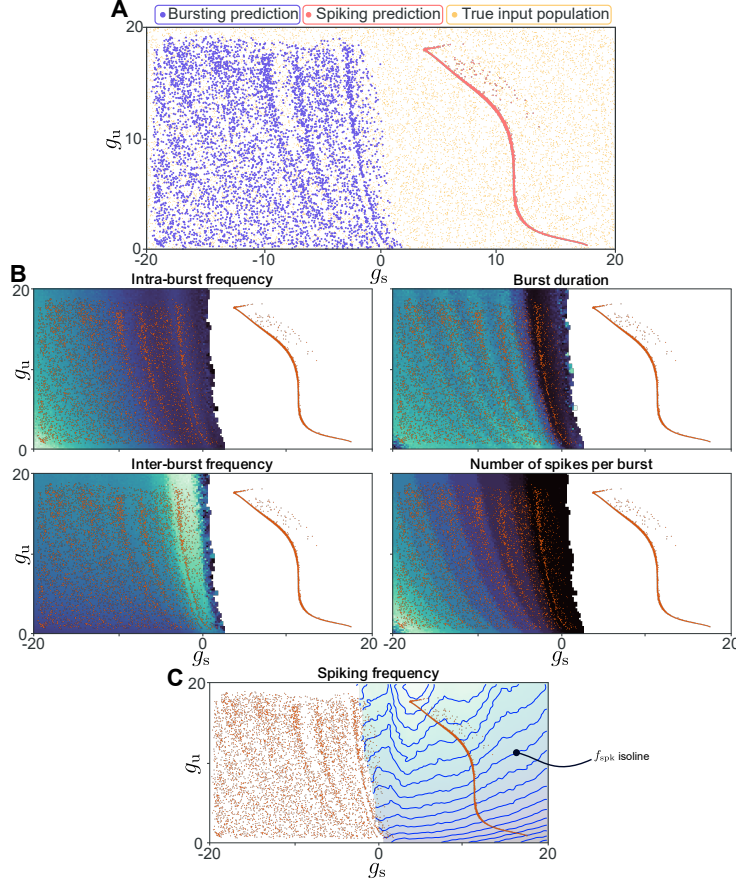 A
Bursting prediction
Spiking prediction
True input population
20
10
0
g_u
-20
-10
0
10
20
g_s
B
Intra-burst frequency
Burst duration
20
0
g_u
Inter-burst frequency
Number of spikes per burst
20
0
g_u
-20
0
20
g_s
-20
0
20
g_s
C
Spiking frequency
20
0
g_u
f_spk isoline
-20
0
20
g_s